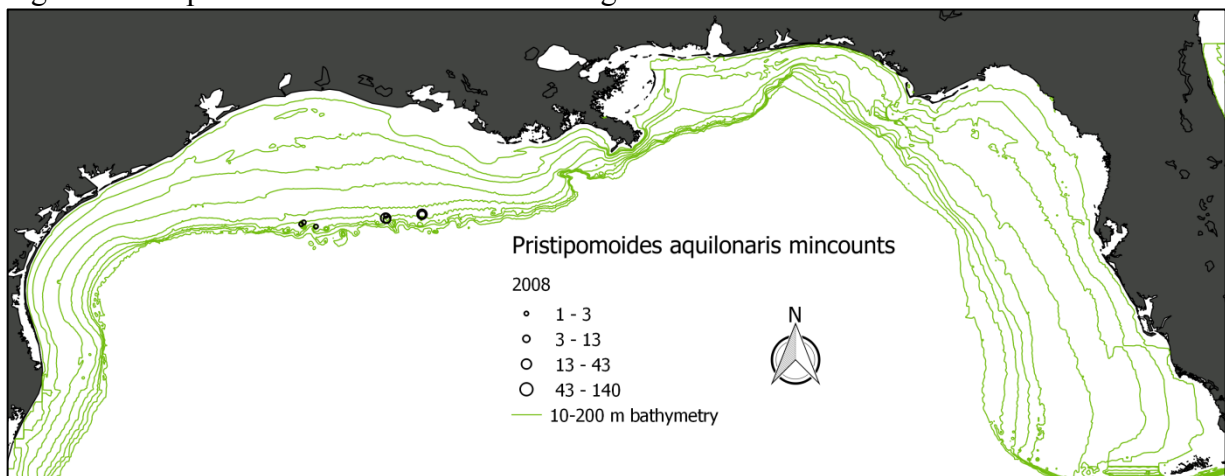 Pristipomoides aquilonaris mincounts
2008
N
1 - 3
3 - 13
13 - 43
43 - 140
10-200 m bathymetry